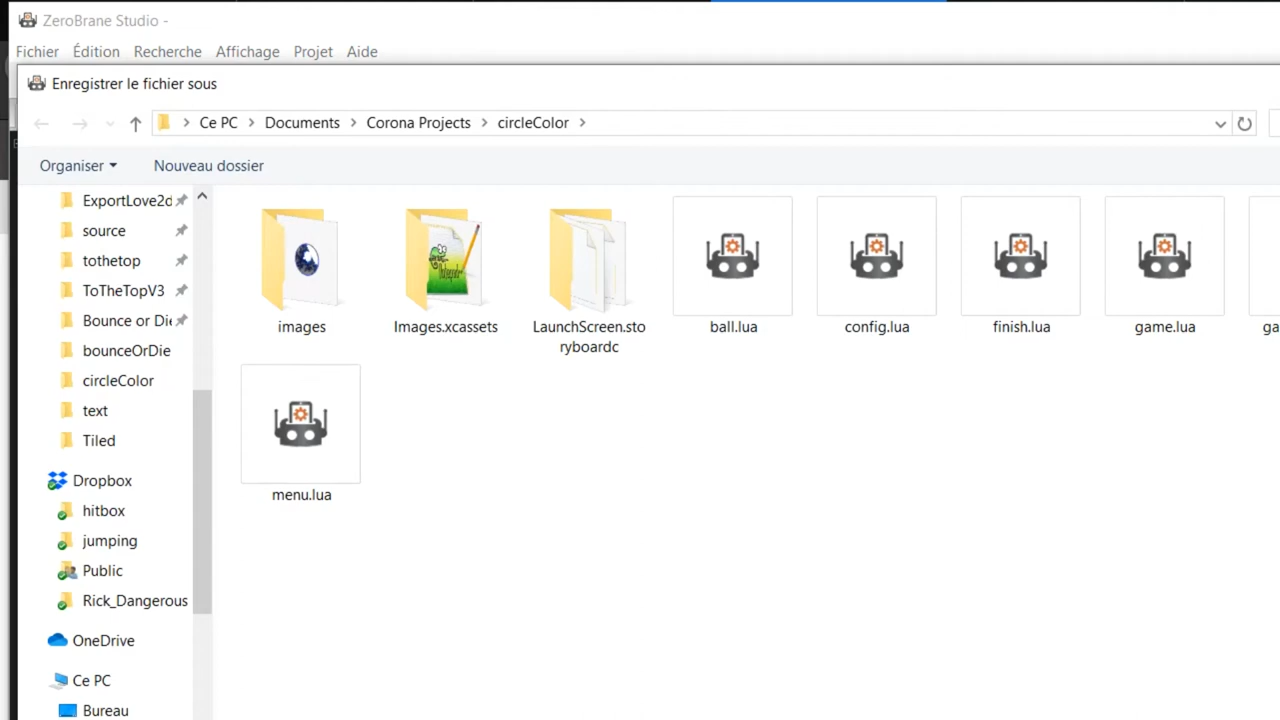 ZeroBrane Studio -
Fichier Édition Recherche Affichage Projet Aide
Enregistrer le fichier sous
Ce PC > Documents > Corona Projects > circleColor >
Organiser Nouveau dossier
ExportLove2d
source
tothetop
ToTheTopV3
Bounce or Die
bounceOrDie
circleColor
text
Tiled
Dropbox
hitbox
jumping
Public
Rick_Dangerous
OneDrive
Ce PC
Bureau
images
Images.xcassets
LaunchScreen.sto
ryboardc
ball.lua
config.lua
finish.lua
game.lua
ga
menu.lua